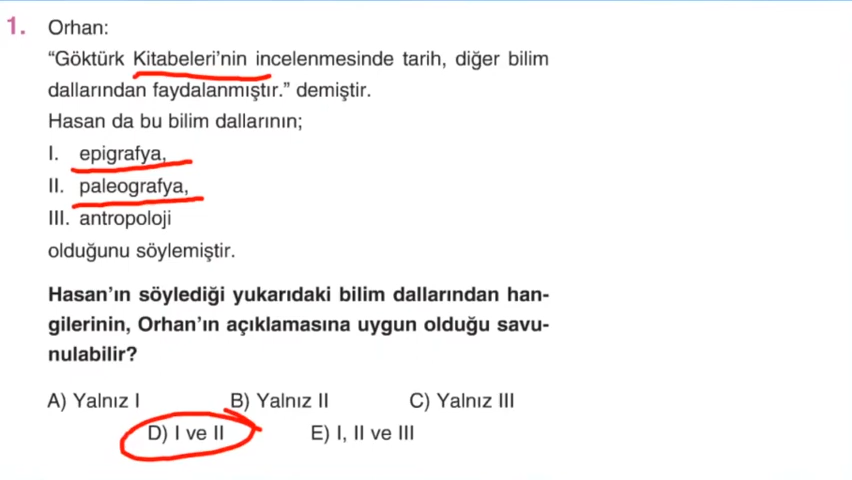 1. Orhan:
“Göktürk Kitabeleri’nin incelenmesinde tarih, diğer bilim
dallarından faydalanmıştır.” demiştir.
Hasan da bu bilim dallarının;
I. epigrafya,
II. paleografya,
III. antropoloji
olduğunu söylemiştir.
Hasan’ın söylediği yukarıdaki bilim dallarından han-
gilerinin, Orhan’ın açıklamasına uygun olduğu savu-
nulabilir?
A) Yalnız I B) Yalnız II C) Yalnız III
D) I ve II E) I, II ve III